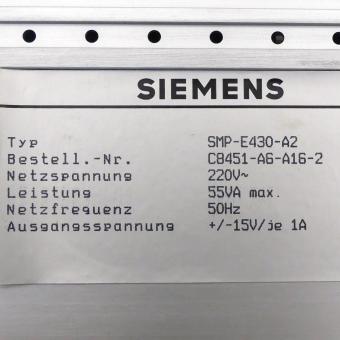 SIEMENS
Typ SMP-E430-A2
Bestell.-Nr. C8451-A6-A16-2
Netzspannung 220V~
Leistung 55VA max.
Netzfrequenz 50Hz
Ausgangsspannung +/-15V/je 1A